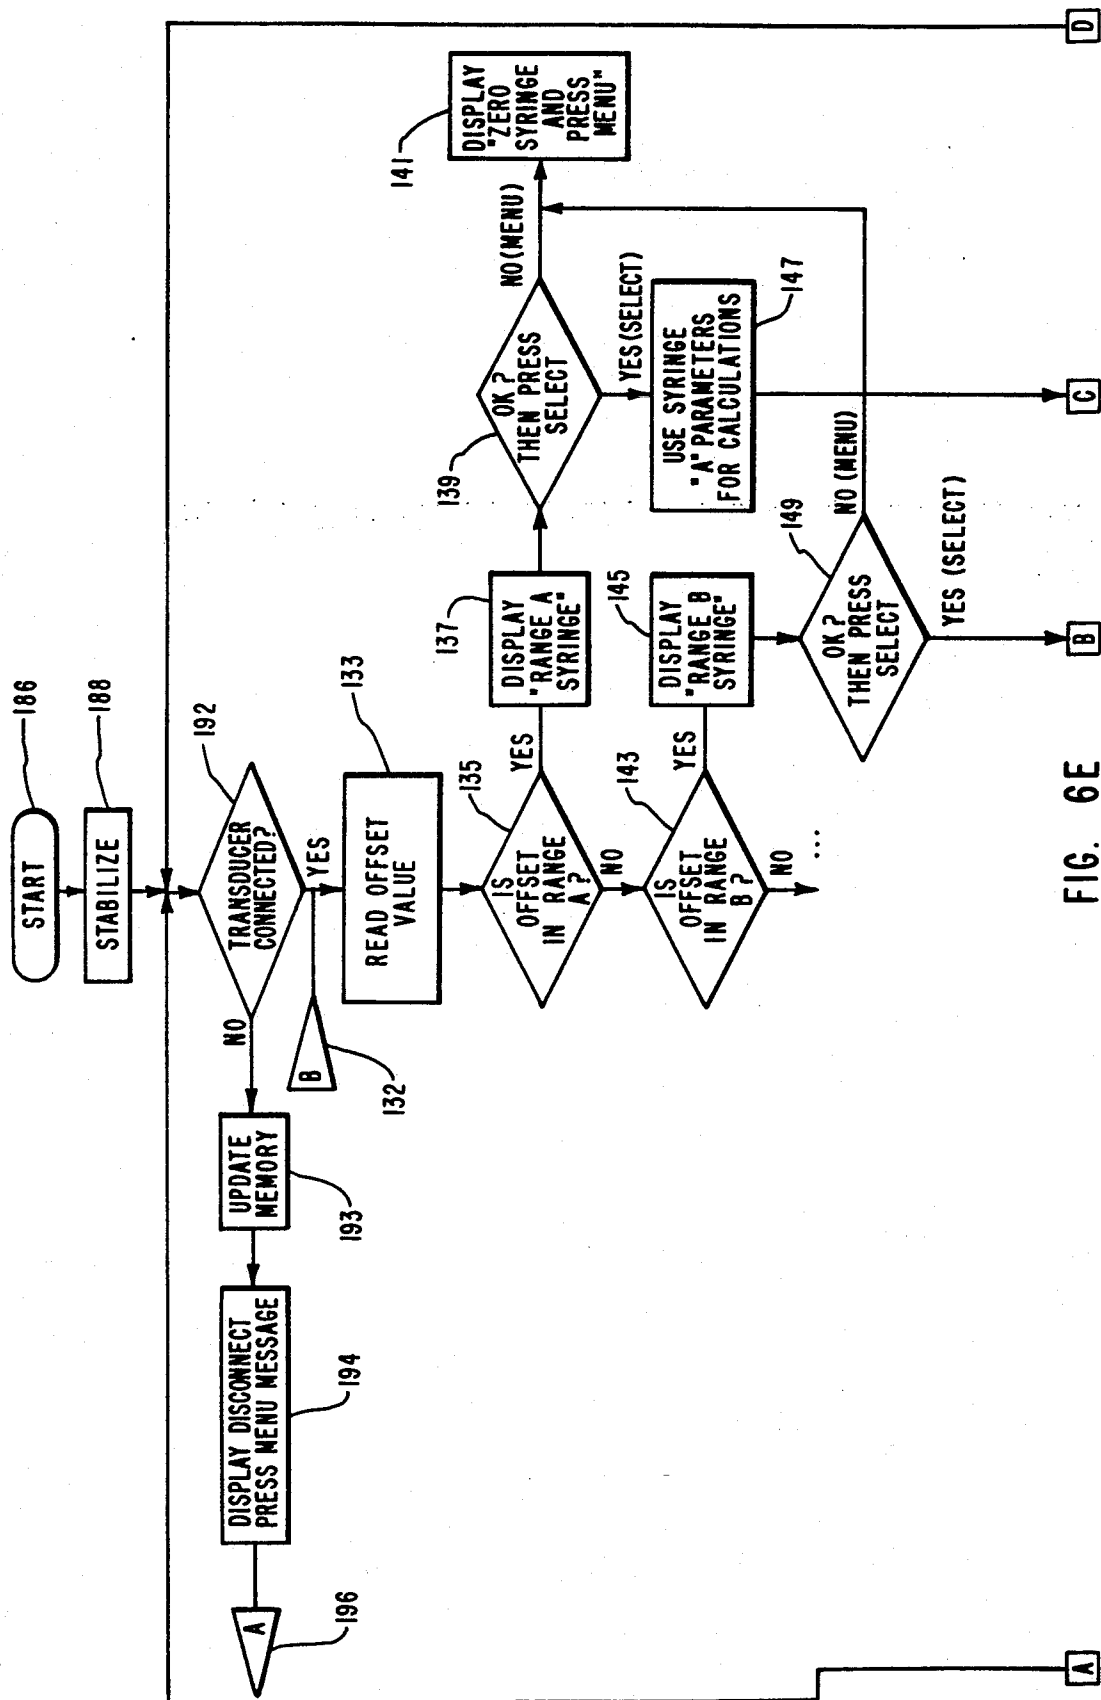 START
186
STABILIZE
188
TRANSDUCER
CONNECTED?
192
NO
YES
UPDATE
MEMORY
193
DISPLAY DISCONNECT
PRESS MENU MESSAGE
194
A
196
B
132
READ OFFSET
VALUE
133
IS
OFFSET
IN RANGE
A?
135
YES
NO
DISPLAY
"RANGE A
SYRINGE"
137
OK?
THEN PRESS
SELECT
139
NO(MENU)
DISPLAY
"ZERO
SYRINGE
AND
PRESS
MENU"
141
YES(SELECT)
USE SYRINGE
"A" PARAMETERS
FOR CALCULATIONS
147
IS
OFFSET
IN RANGE
B?
143
YES
NO
...
DISPLAY
"RANGE B
SYRINGE"
145
OK?
THEN PRESS
SELECT
149
NO (MENU)
YES (SELECT)
A
B
C
D
FIG. 6E